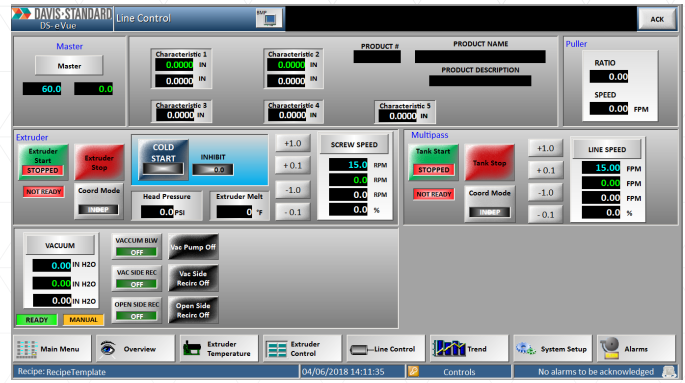 DAVIS-STANDARD
DS-eVue
Line Control
BMP
ACK
Master
Master
60.0 0.0
Characteristic 1
0.0000 IN
0.0000 IN
Characteristic 2
0.0000 IN
0.0000 IN
Characteristic 3
0.0000 IN
Characteristic 4
0.0000 IN
Characteristic 5
0.0000 IN
PRODUCT #
PRODUCT NAME
PRODUCT DESCRIPTION
Puller
RATIO
0.00
SPEED
0.00 FPM
Extruder
Extruder
Start
STOPPED
Extruder
Stop
NOT READY
Coord Mode
INDEP
COLD
START
INHIBIT
0.0
Head Pressure
0.0 PSI
Extruder Melt
0 °F
+1.0
+0.1
-1.0
- 0.1
SCREW SPEED
15.0 RPM
0.0 RPM
0.0 RPM
0.0 %
Multipass
Tank Start
STOPPED
Tank Stop
NOT READY
Coord Mode
INDEP
+1.0
+0.1
-1.0
- 0.1
LINE SPEED
15.00 FPM
0.00 FPM
0.00 FPM
0.0 %
VACUUM
0.00 IN H2O
0.00 IN H2O
0.00 IN H2O
READY MANUAL
VACCUM BLW
OFF
Vac Pump Off
VAC SIDE REC
OFF
Vac Side
Recirc Off
OPEN SIDE REC
OFF
Open Side
Recirc Off
Main Menu
Overview
Extruder
Temperature
Extruder
Control
Line Control
Trend
System Setup
Alarms
Recipe: RecipeTemplate
04/06/2018 14:11:35
Controls
No alarms to be acknowledged